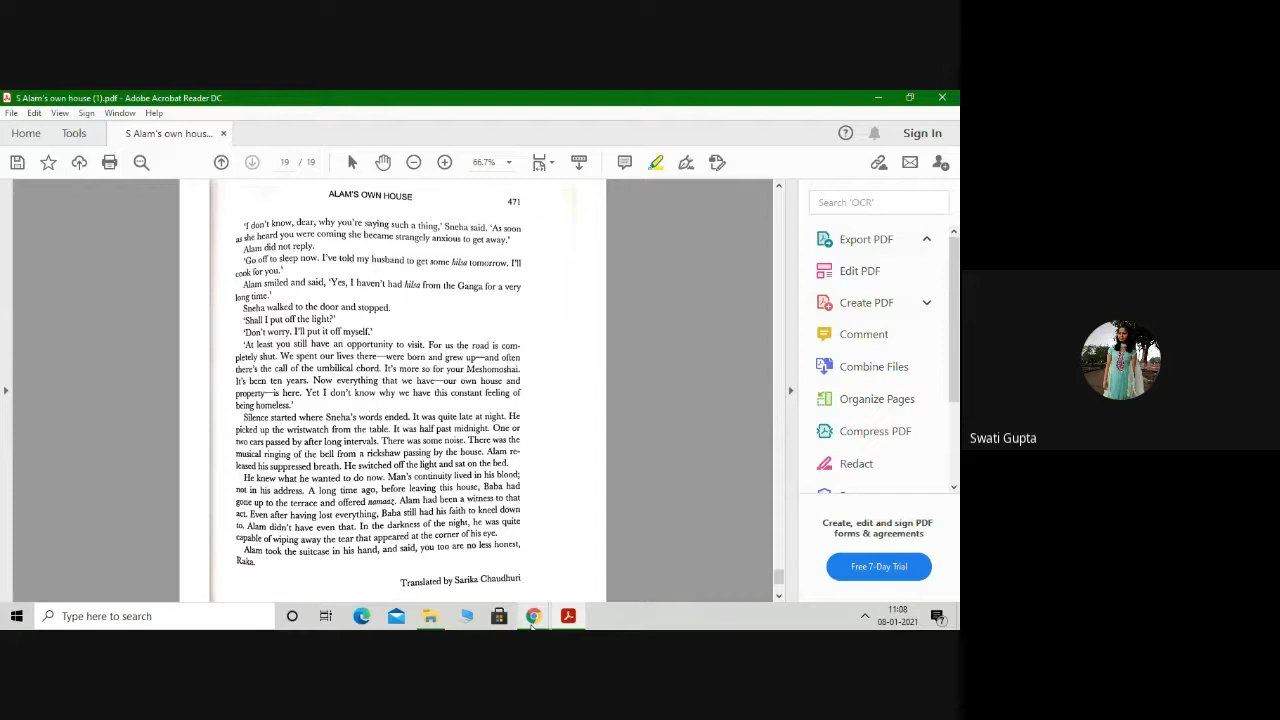 S Alam's own house (1).pdf - Adobe Acrobat Reader DC
File Edit View Sign Window Help
Home Tools S Alam's own hous... × Sign In
19 / 19 66.7%
ALAM'S OWN HOUSE
471
'I don't know, dear, why you're saying such a thing,' Sneha said. 'As soon
as she heard you were coming she became strangely anxious to get away.'
Alam did not reply.
'Go off to sleep now. I've told my husband to get some hilsa tomorrow. I'll
cook for you.'
Alam smiled and said, 'Yes, I haven't had hilsa from the Ganga for a very
long time.'
Sneha walked to the door and stopped.
'Shall I put off the light?'
'Don't worry. I'll put it off myself.'
'At least you still have an opportunity to visit. For us the road is com-
pletely shut. We spent our lives there—were born and grew up—and often
there's the call of the umbilical chord. It's more so for your Meshomoshai.
It's been ten years. Now everything that we have—our own house and
property—is here. Yet I don't know why we have this constant feeling of
being homeless.'
Silence started where Sneha's words ended. It was quite late at night. He
picked up the wristwatch from the table. It was half past midnight. One or
two cars passed by after long intervals. There was some noise. There was the
musical ringing of the bell from a rickshaw passing by the house. Alam re-
leased his suppressed breath. He switched off the light and sat on the bed.
He knew what he wanted to do now. Man's continuity lived in his blood;
not in his address. A long time ago, before leaving this house, Baba had
gone up to the terrace and offered namaaz. Alam had been a witness to that
act. Even after having lost everything, Baba still had his faith to kneel down
to. Alam didn't have even that. In the darkness of the night, he was quite
capable of wiping away the tear that appeared at the corner of his eye.
Alam took the suitcase in his hand, and said, you too are no less honest,
Raka.
Translated by Sarika Chaudhuri
Search 'OCR'
Export PDF
Edit PDF
Create PDF
Comment
Combine Files
Organize Pages
Compress PDF
Redact
Create, edit and sign PDF
forms & agreements
Free 7-Day Trial
Swati Gupta
Type here to search
11:08
08-01-2021
7